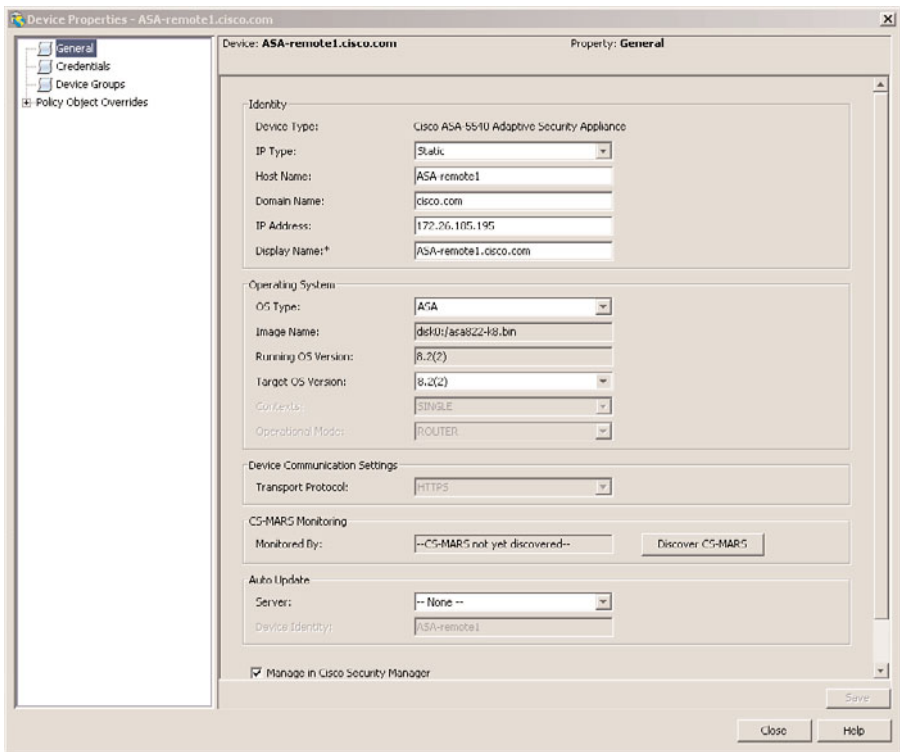 Device Properties - ASA-remote1.cisco.com
General
Credentials
Device Groups
Policy Object Overrides
Device: ASA-remote1.cisco.com Property: General
Identity
Device Type: Cisco ASA-5540 Adaptive Security Appliance
IP Type: Static
Host Name: ASA-remote1
Domain Name: cisco.com
IP Address: 172.26.185.195
Display Name:* ASA-remote1.cisco.com
Operating System
OS Type: ASA
Image Name: disk0:/asa822-k8.bin
Running OS Version: 8.2(2)
Target OS Version: 8.2(2)
Contexts: SINGLE
Operational Mode: ROUTER
Device Communication Settings
Transport Protocol: HTTPS
CS-MARS Monitoring
Monitored By: --CS-MARS not yet discovered-- Discover CS-MARS
Auto Update
Server: -- None --
Device Identity: ASA-remote1
Manage in Cisco Security Manager
Save
Close Help